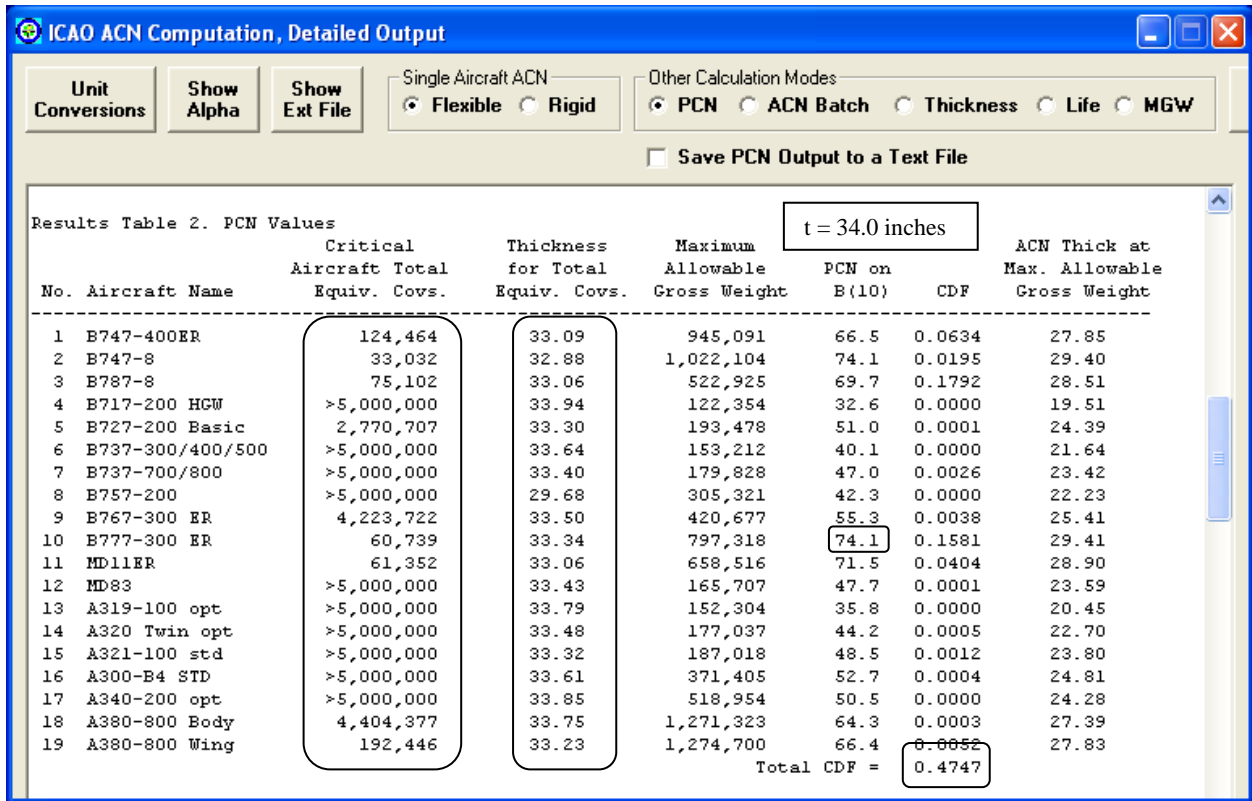 ICAO ACN Computation, Detailed Output
Unit Conversions
Show Alpha
Show Ext File
Single Aircraft ACN
Flexible Rigid
Other Calculation Modes
PCN ACN Batch Thickness Life MGW
Save PCN Output to a Text File
Results Table 2. PCN Values
t = 34.0 inches
Critical Thickness Maximum ACN Thick at
Aircraft Total for Total Allowable PCN on Max. Allowable
No. Aircraft Name Equiv. Covs. Equiv. Covs. Gross Weight B(10) CDF Gross Weight
1 B747-400ER 124,464 33.09 945,091 66.5 0.0634 27.85
2 B747-8 33,032 32.88 1,022,104 74.1 0.0195 29.40
3 B787-8 75,102 33.06 522,925 69.7 0.1792 28.51
4 B717-200 HGW >5,000,000 33.94 122,354 32.6 0.0000 19.51
5 B727-200 Basic 2,770,707 33.30 193,478 51.0 0.0001 24.39
6 B737-300/400/500 >5,000,000 33.64 153,212 40.1 0.0000 21.64
7 B737-700/800 >5,000,000 33.40 179,828 47.0 0.0026 23.42
8 B757-200 >5,000,000 29.68 305,321 42.3 0.0000 22.23
9 B767-300 ER 4,223,722 33.50 420,677 55.3 0.0038 25.41
10 B777-300 ER 60,739 33.34 797,318 74.1 0.1581 29.41
11 MD11ER 61,352 33.06 658,516 71.5 0.0404 28.90
12 MD83 >5,000,000 33.43 165,707 47.7 0.0001 23.59
13 A319-100 opt >5,000,000 33.79 152,304 35.8 0.0000 20.45
14 A320 Twin opt >5,000,000 33.48 177,037 44.2 0.0005 22.70
15 A321-100 std >5,000,000 33.32 187,018 48.5 0.0012 23.80
16 A300-B4 STD >5,000,000 33.61 371,405 52.7 0.0004 24.81
17 A340-200 opt >5,000,000 33.85 518,954 50.5 0.0000 24.28
18 A380-800 Body 4,404,377 33.75 1,271,323 64.3 0.0003 27.39
19 A380-800 Wing 192,446 33.23 1,274,700 66.4 0.0052 27.83
Total CDF = 0.4747